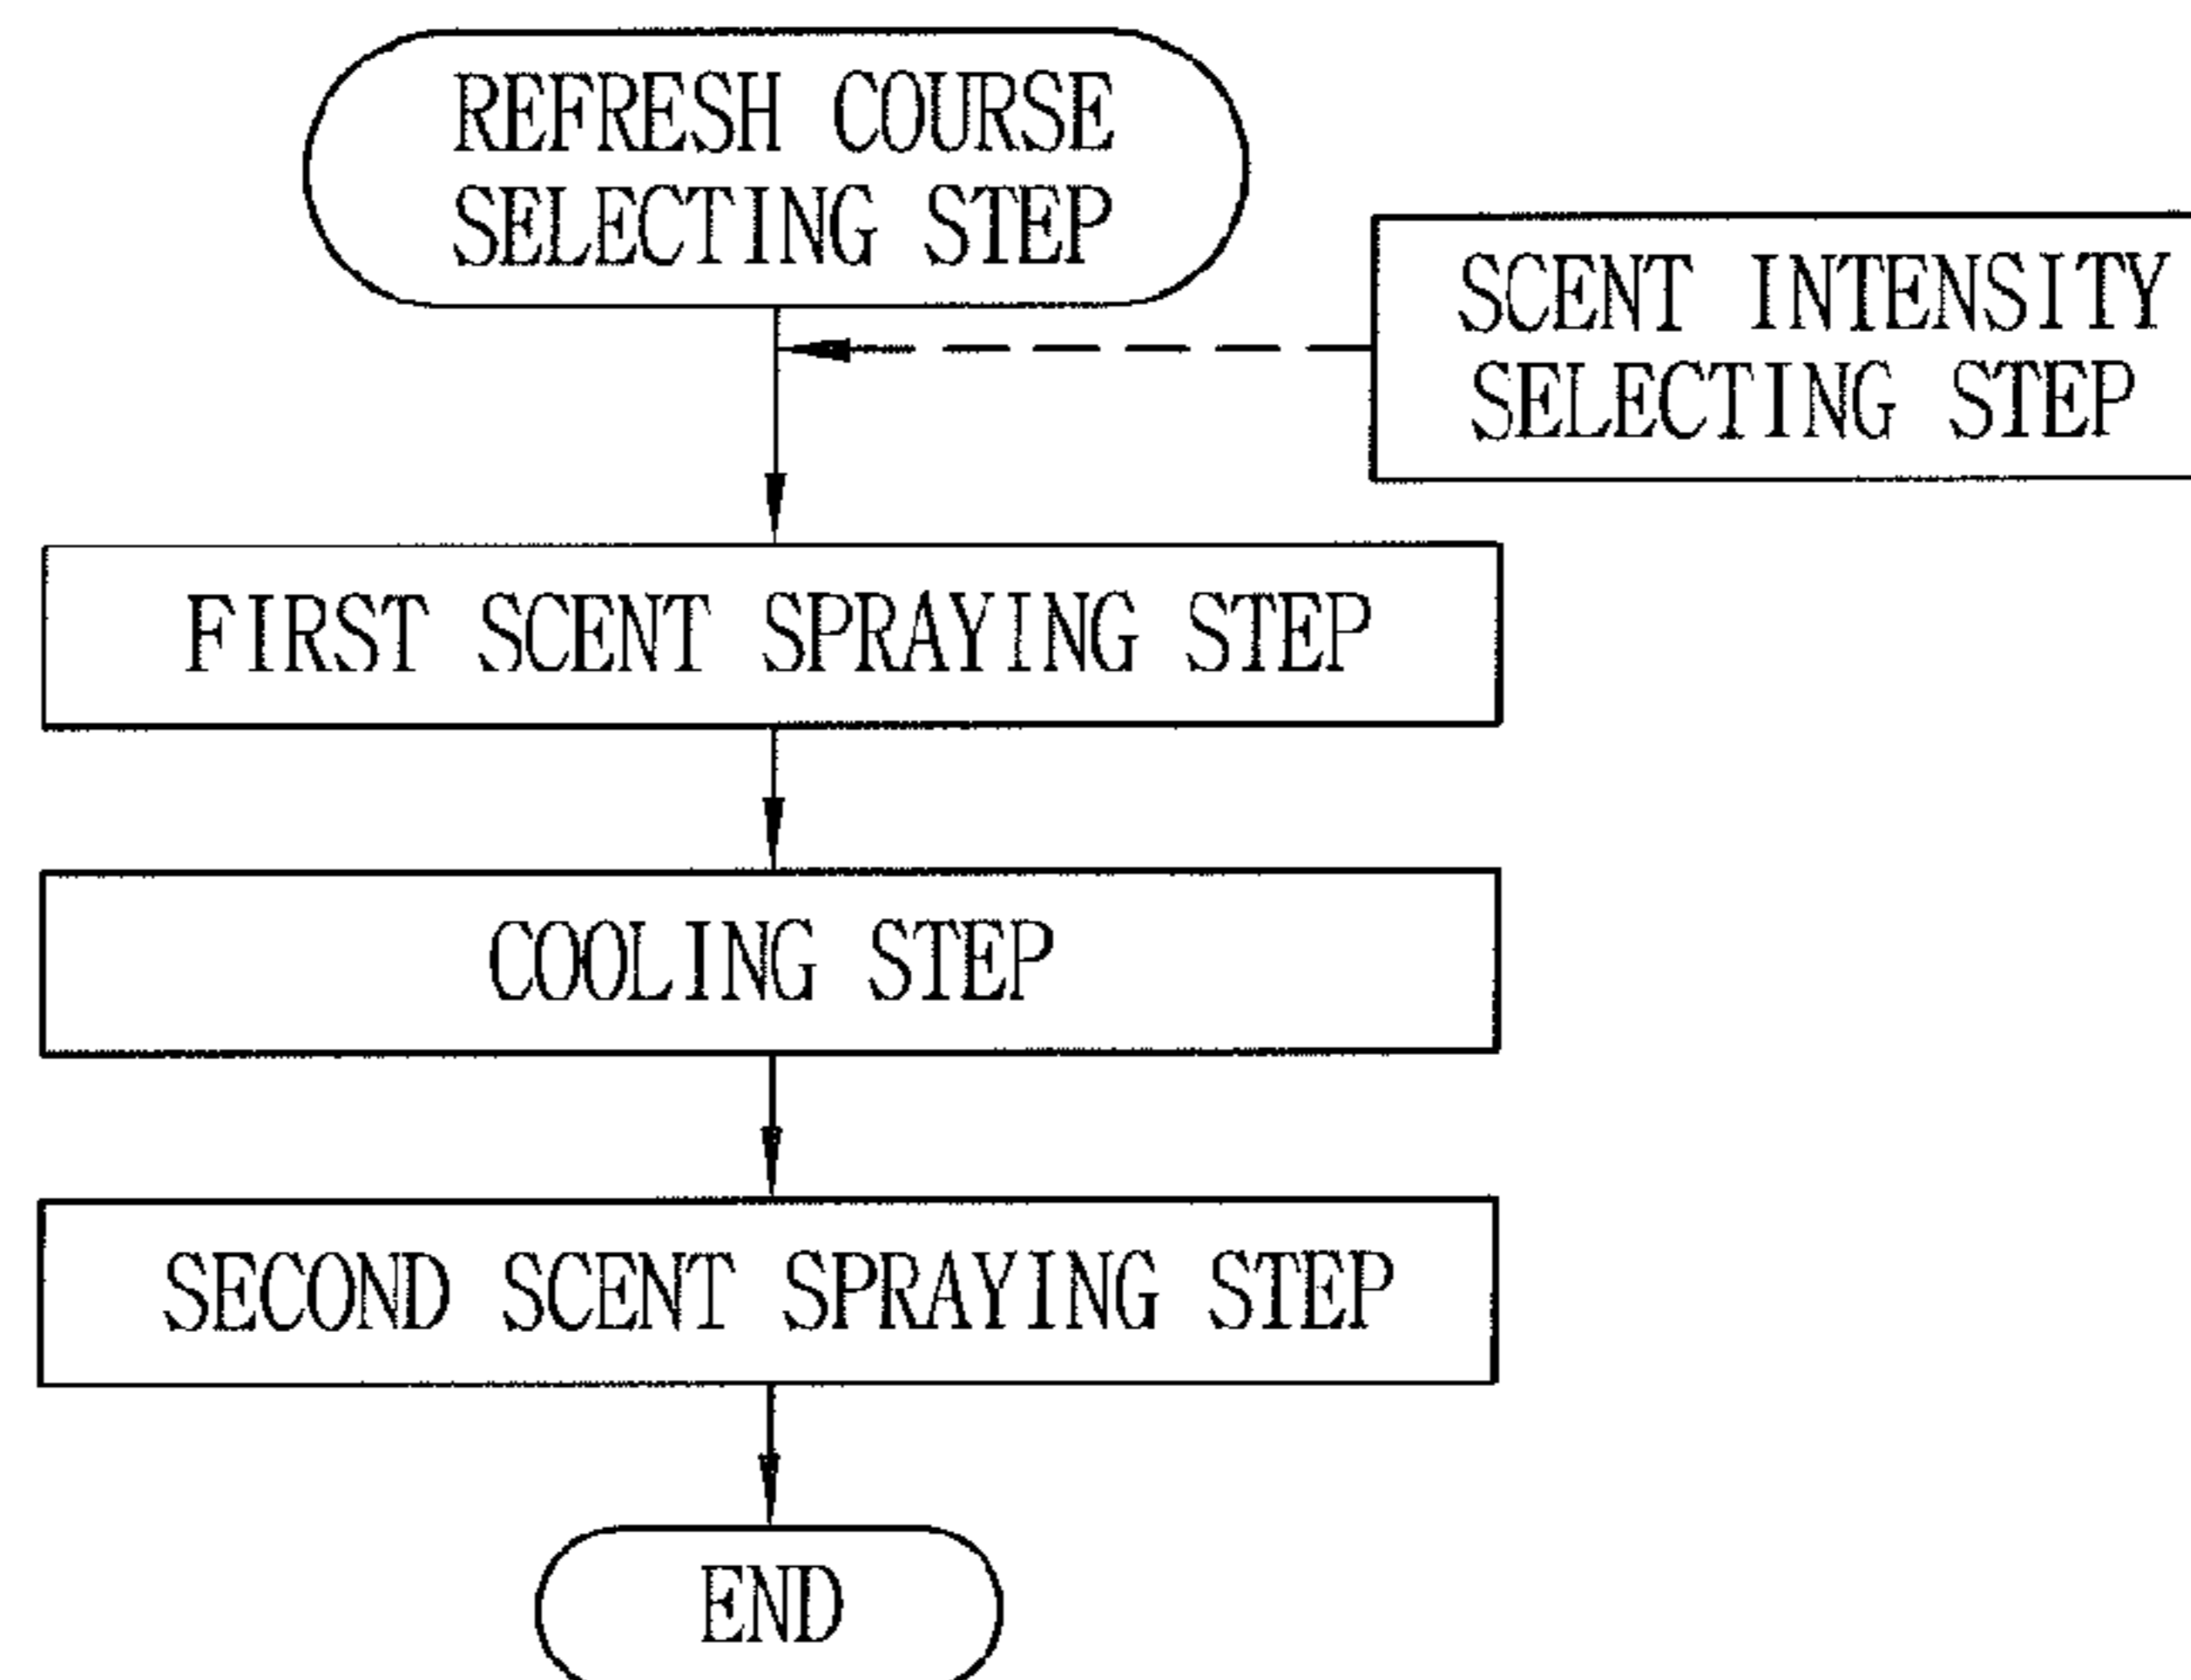 REFRESH COURSE
SELECTING STEP
SCENT INTENSITY
SELECTING STEP
FIRST SCENT SPRAYING STEP
COOLING STEP
SECOND SCENT SPRAYING STEP
END